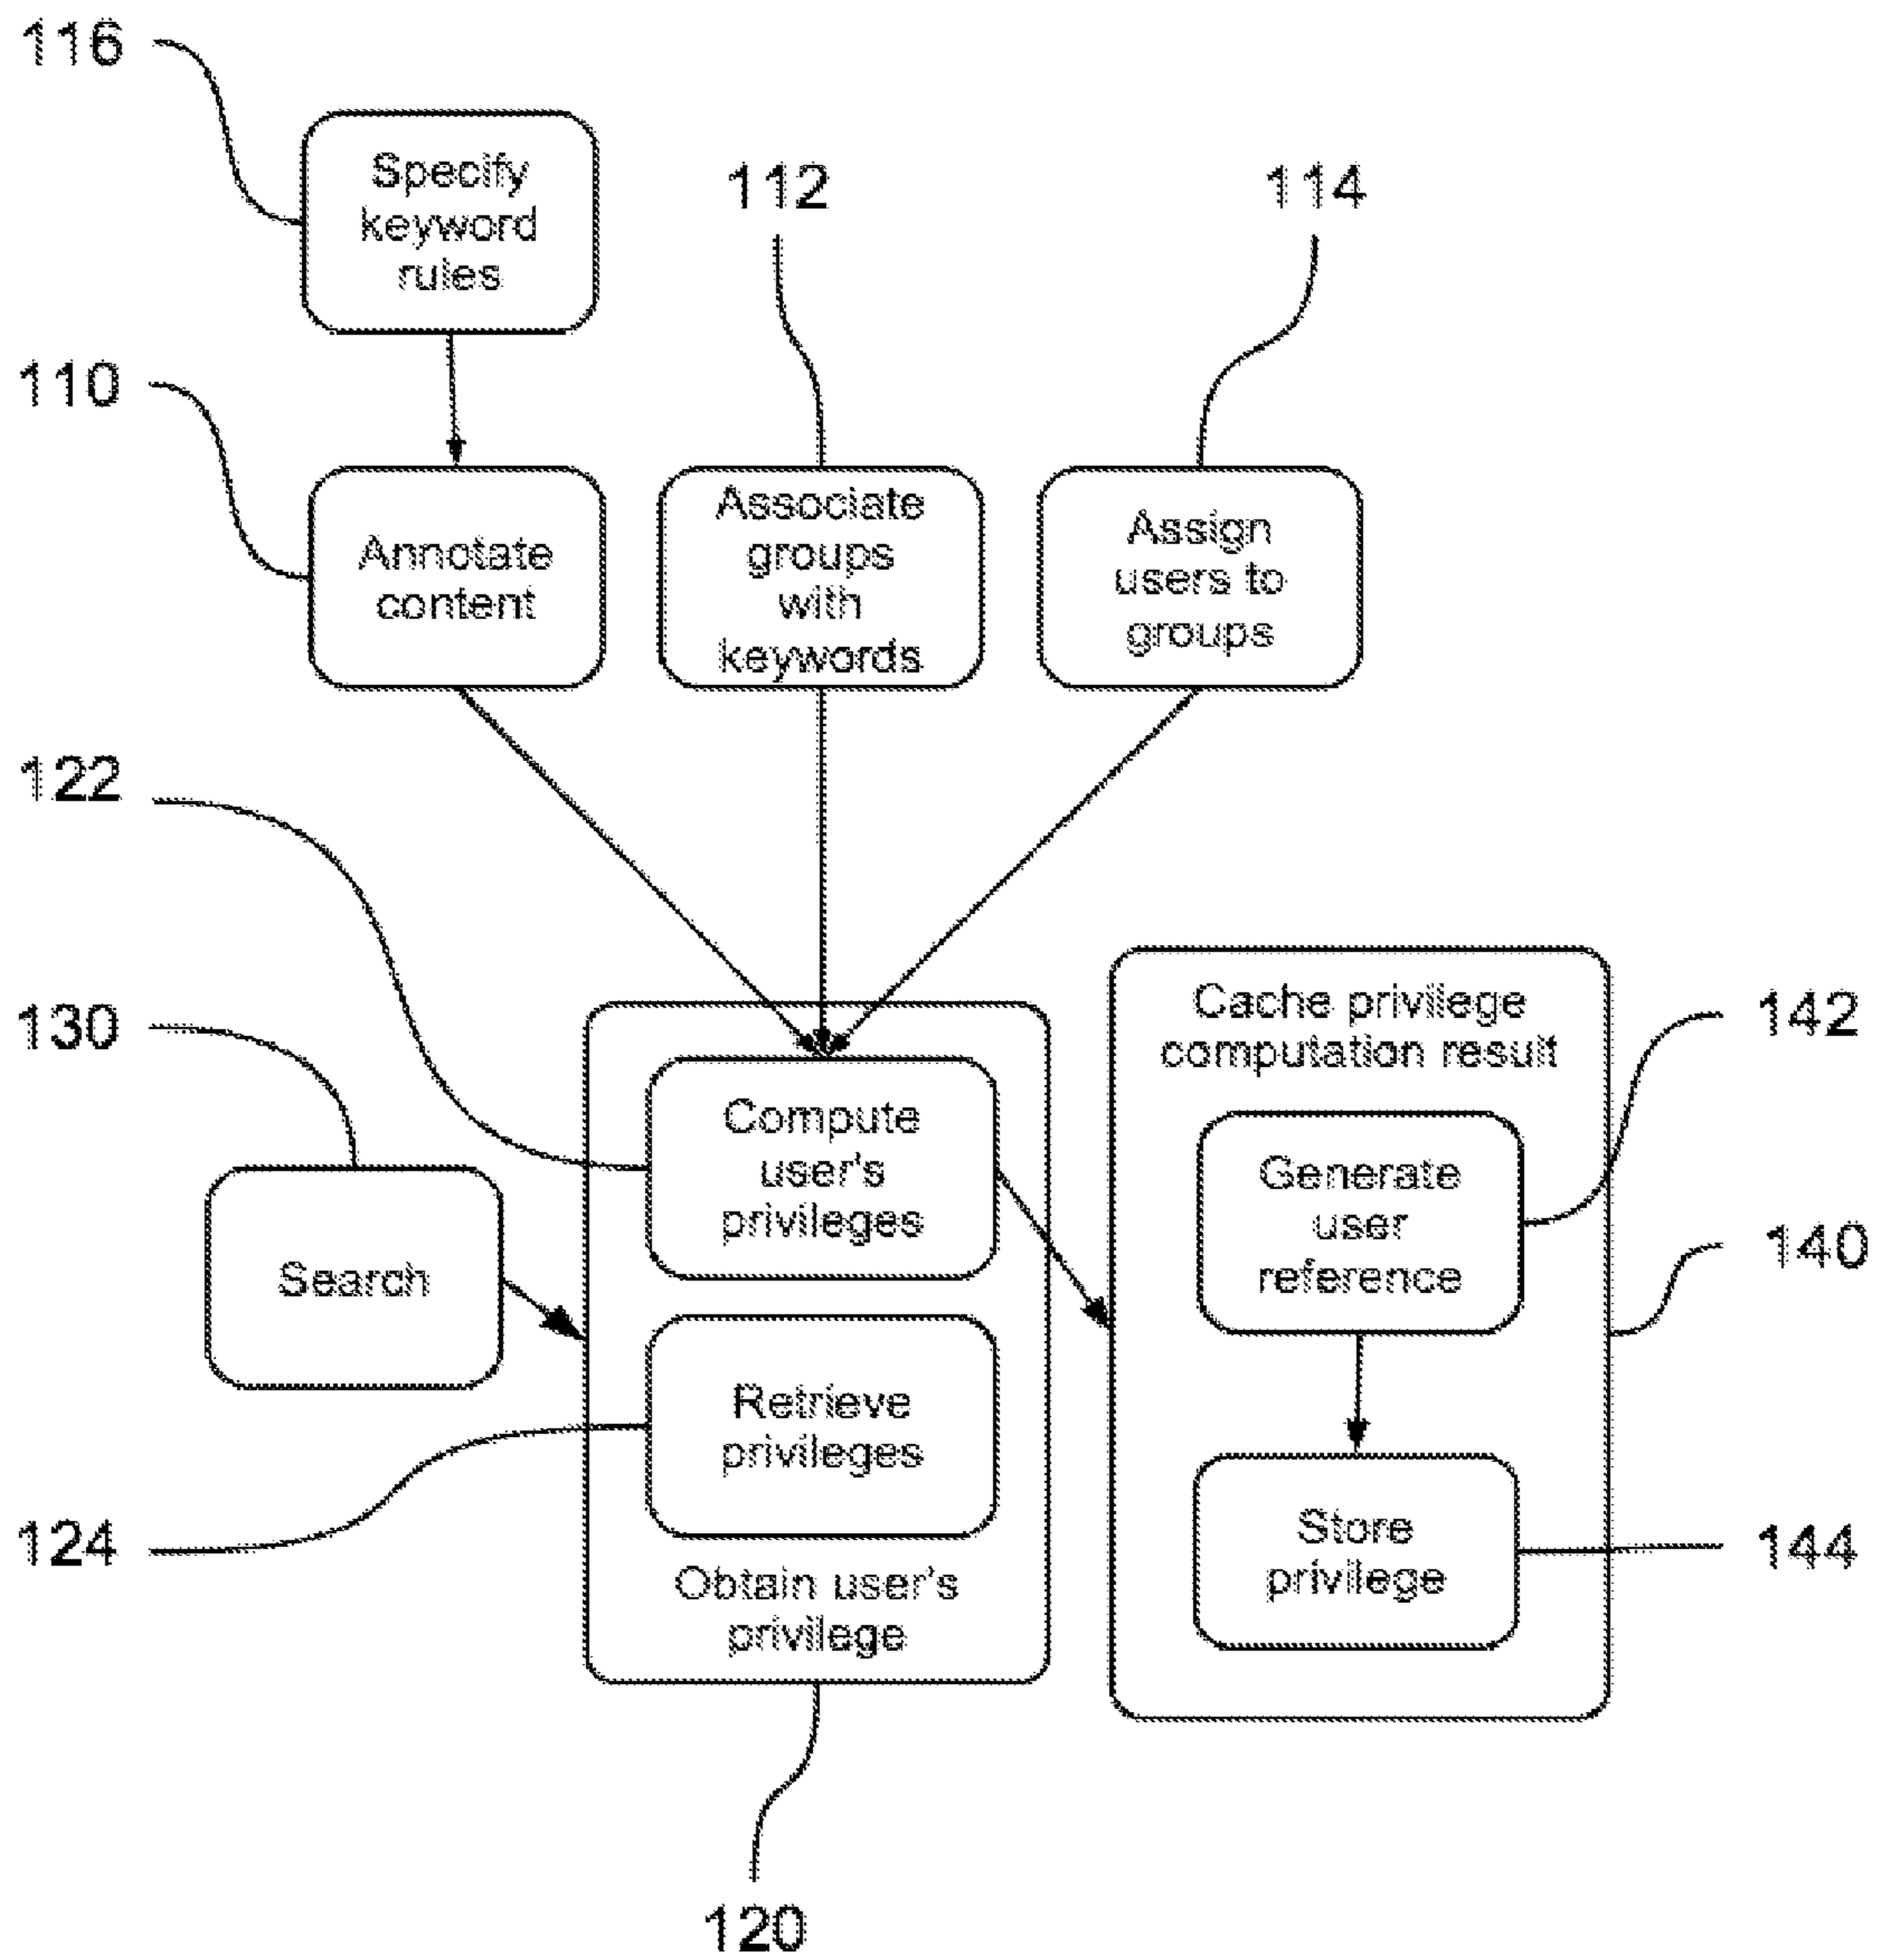 116
Specify
keyword
rules
112
114
110
Annotate
content
Associate
groups
with
keywords
Assign
users to
groups
122
130
Search
Compute
user's
privileges
Retrieve
privileges
Obtain user's
privilege
124
120
Cache privilege
computation result
Generate
user
reference
Store
privilege
142
140
144